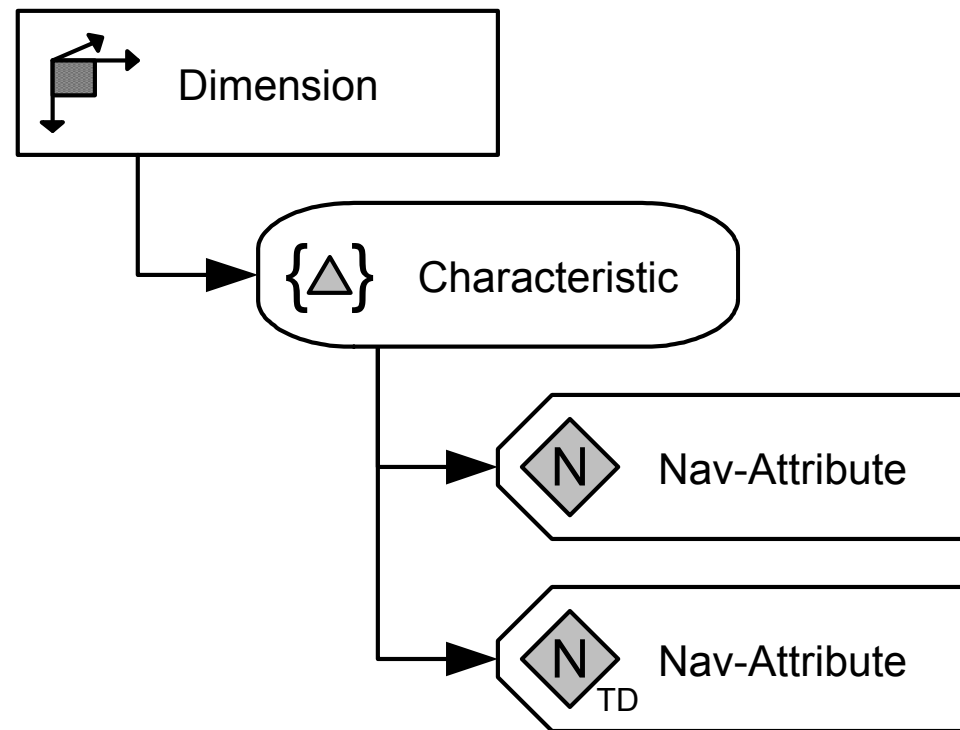 Dimension
{ } Characteristic
N Nav-Attribute
N Nav-Attribute
TD